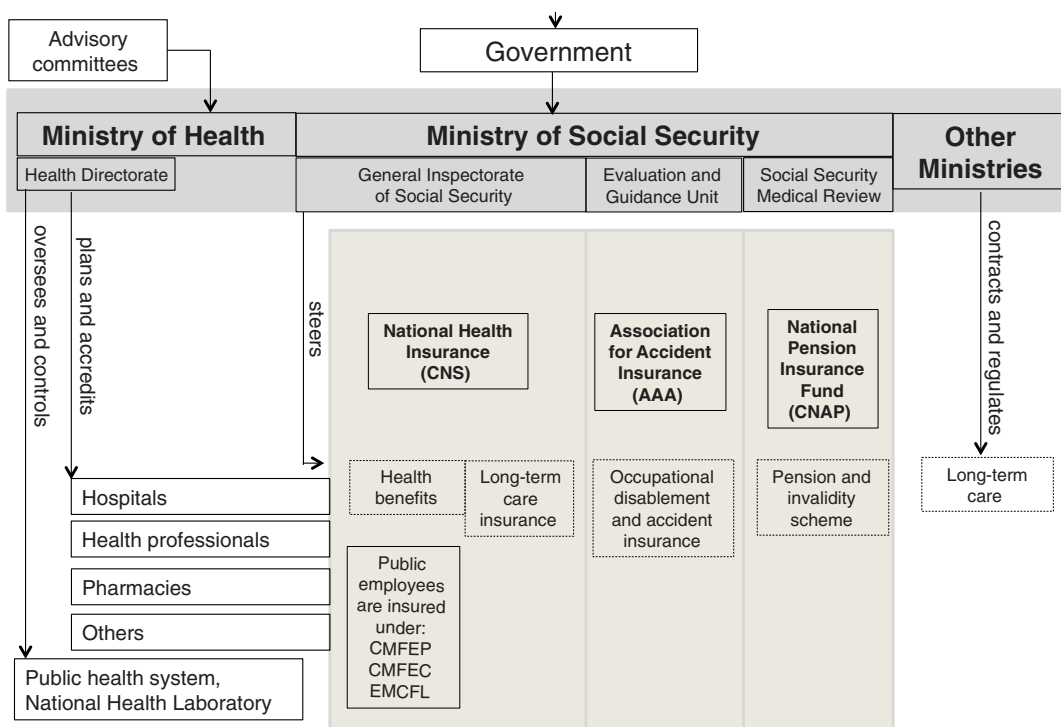 Advisory
committees
Government
Ministry of Health
Ministry of Social Security
Other
Ministries
Health Directorate
General Inspectorate
of Social Security
Evaluation and
Guidance Unit
Social Security
Medical Review
oversees and controls
plans and accredits
steers
contracts and regulates
National Health
Insurance
(CNS)
Association
for Accident
Insurance
(AAA)
National
Pension
Insurance
Fund
(CNAP)
Hospitals
Health professionals
Pharmacies
Others
Public health system,
National Health Laboratory
Health
benefits
Long-term
care
insurance
Occupational
disablement
and accident
insurance
Pension and
invalidity
scheme
Long-term
care
Public
employees
are insured
under:
CMFEP
CMFEC
EMCFL